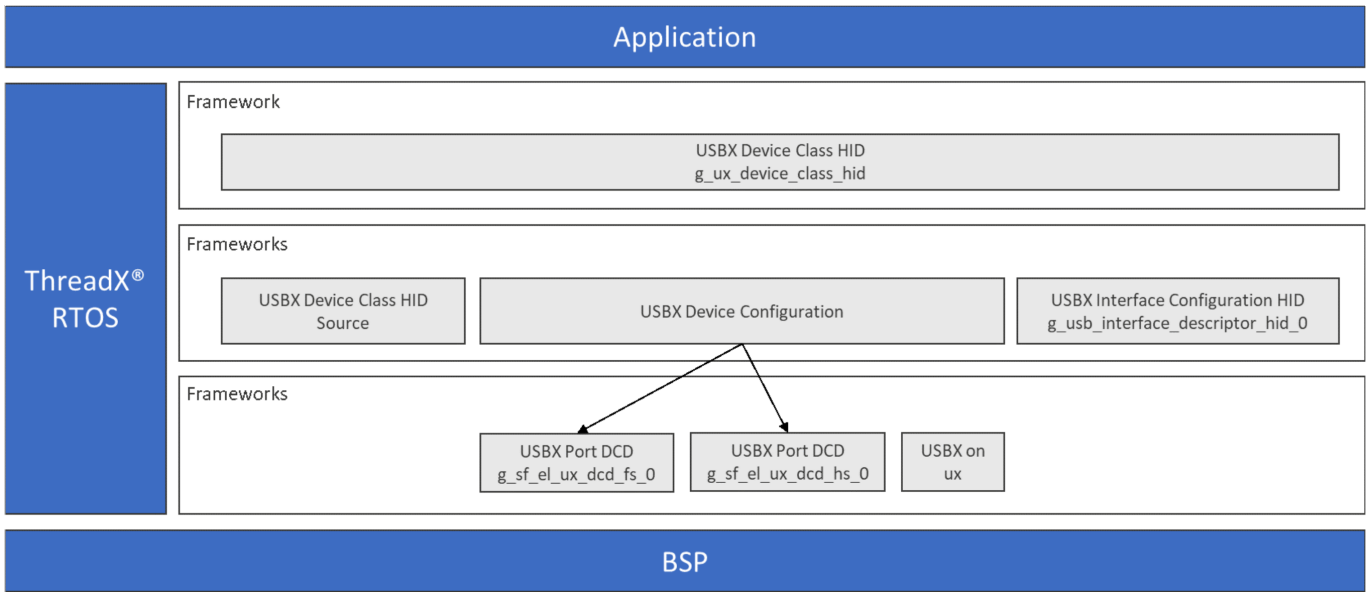 Application
ThreadX®
RTOS
Framework
USBX Device Class HID
g_ux_device_class_hid
Frameworks
USBX Device Class HID
Source
USBX Device Configuration
USBX Interface Configuration HID
g_usb_interface_descriptor_hid_0
Frameworks
USBX Port DCD
g_sf_el_ux_dcd_fs_0
USBX Port DCD
g_sf_el_ux_dcd_hs_0
USBX on
ux
BSP